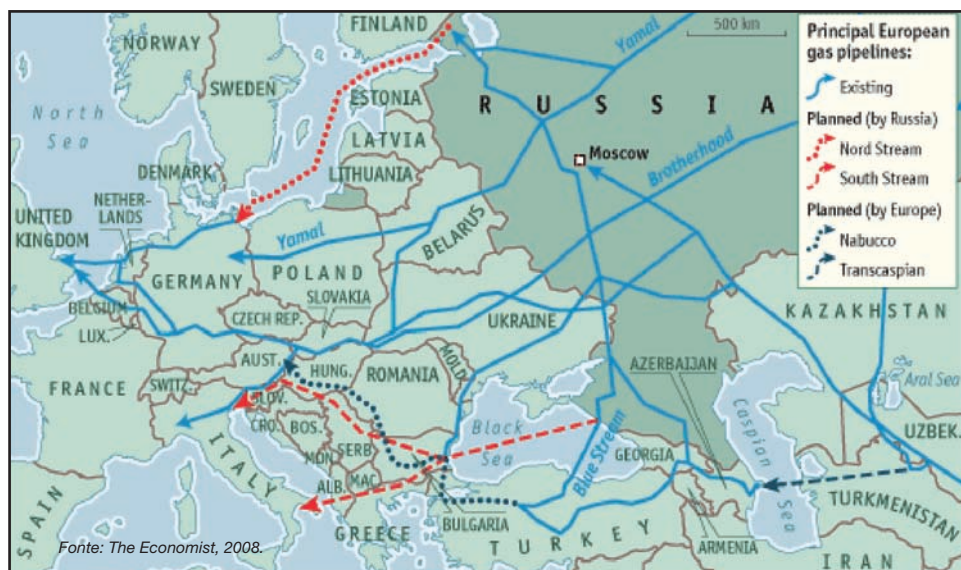 NORWAY
FINLAND
SWEDEN
500 km
Yamal
Principal European
gas pipelines:
Existing
Planned (by Russia)
Nord Stream
South Stream
Planned (by Europe)
Nabucco
Transcaspian
North
Sea
ESTONIA
RUSSIA
LATVIA
Moscow
Brotherhood
DENMARK
LITHUANIA
NETHER-
LANDS
UNITED
KINGDOM
Yamal
BELARUS
GERMANY
POLAND
SLOVAKIA
BELGIUM
LUX.
CZECH REP.
UKRAINE
KAZAKHSTAN
FRANCE
AUST.
HUNG.
MOLD.
ROMANIA
AZERBAIJAN
Aral Sea
SWITZ.
SLOV.
CRO.
BOS.
SERB.
Black
Sea
Blue Stream
GEORGIA
Caspian
Sea
UZBEK.
ITALY
MON.
ALB.
MAC.
BULGARIA
TURKMENISTAN
SPAIN
GREECE
TURKEY
ARMENIA
IRAN
Fonte: The Economist, 2008.